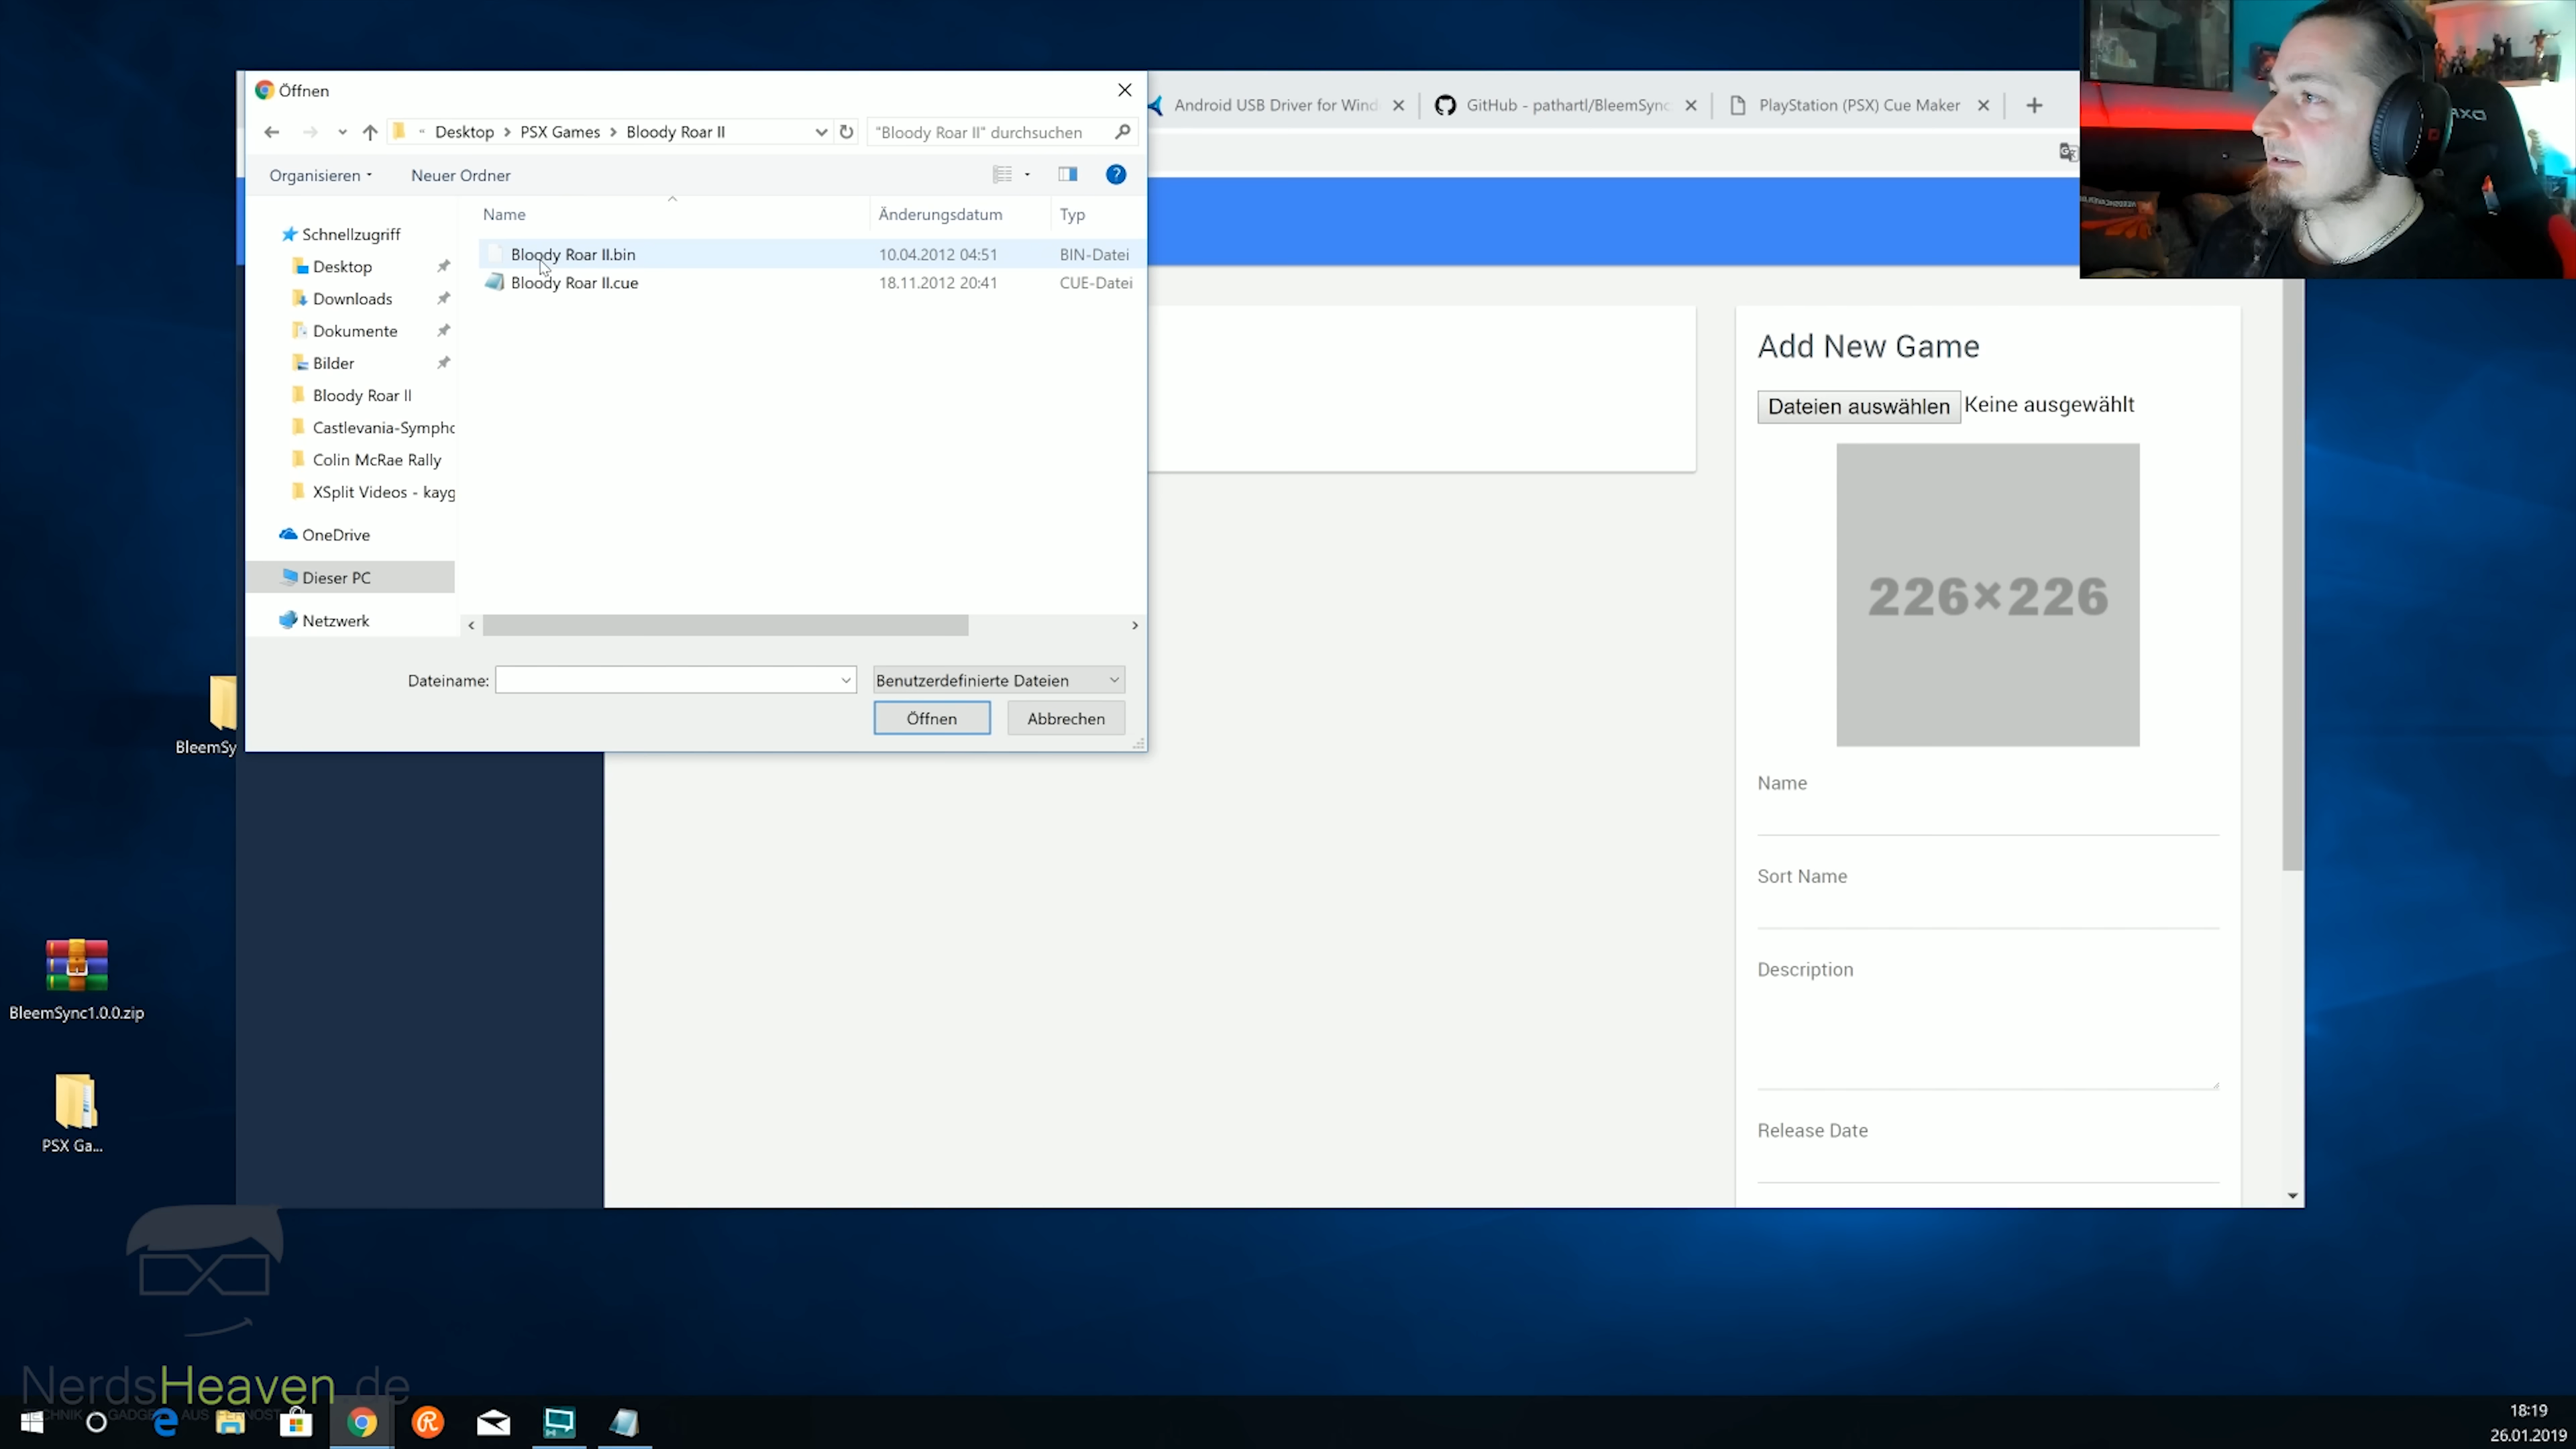 Öffnen
Android USB Driver for Wind
GitHub - pathartl/BleemSync
PlayStation (PSX) Cue Maker
Desktop > PSX Games > Bloody Roar II
"Bloody Roar II" durchsuchen
Organisieren
Neuer Ordner
Name
Änderungsdatum
Typ
Schnellzugriff
Desktop
Downloads
Dokumente
Bilder
Bloody Roar II
Castlevania-Sympho
Colin McRae Rally
XSplit Videos - kayg
OneDrive
Dieser PC
Netzwerk
Bloody Roar II.bin
10.04.2012 04:51
BIN-Datei
Bloody Roar II.cue
18.11.2012 20:41
CUE-Datei
Dateiname:
Benutzerdefinierte Dateien
Öffnen
Abbrechen
Add New Game
Dateien auswählen Keine ausgewählt
226×226
Name
Sort Name
Description
Release Date
BleemSy
BleemSync1.0.0.zip
PSX Ga...
NerdsHeaven.de
TECHNIK & GADGETS AUS FERNOST
18:19
26.01.2019